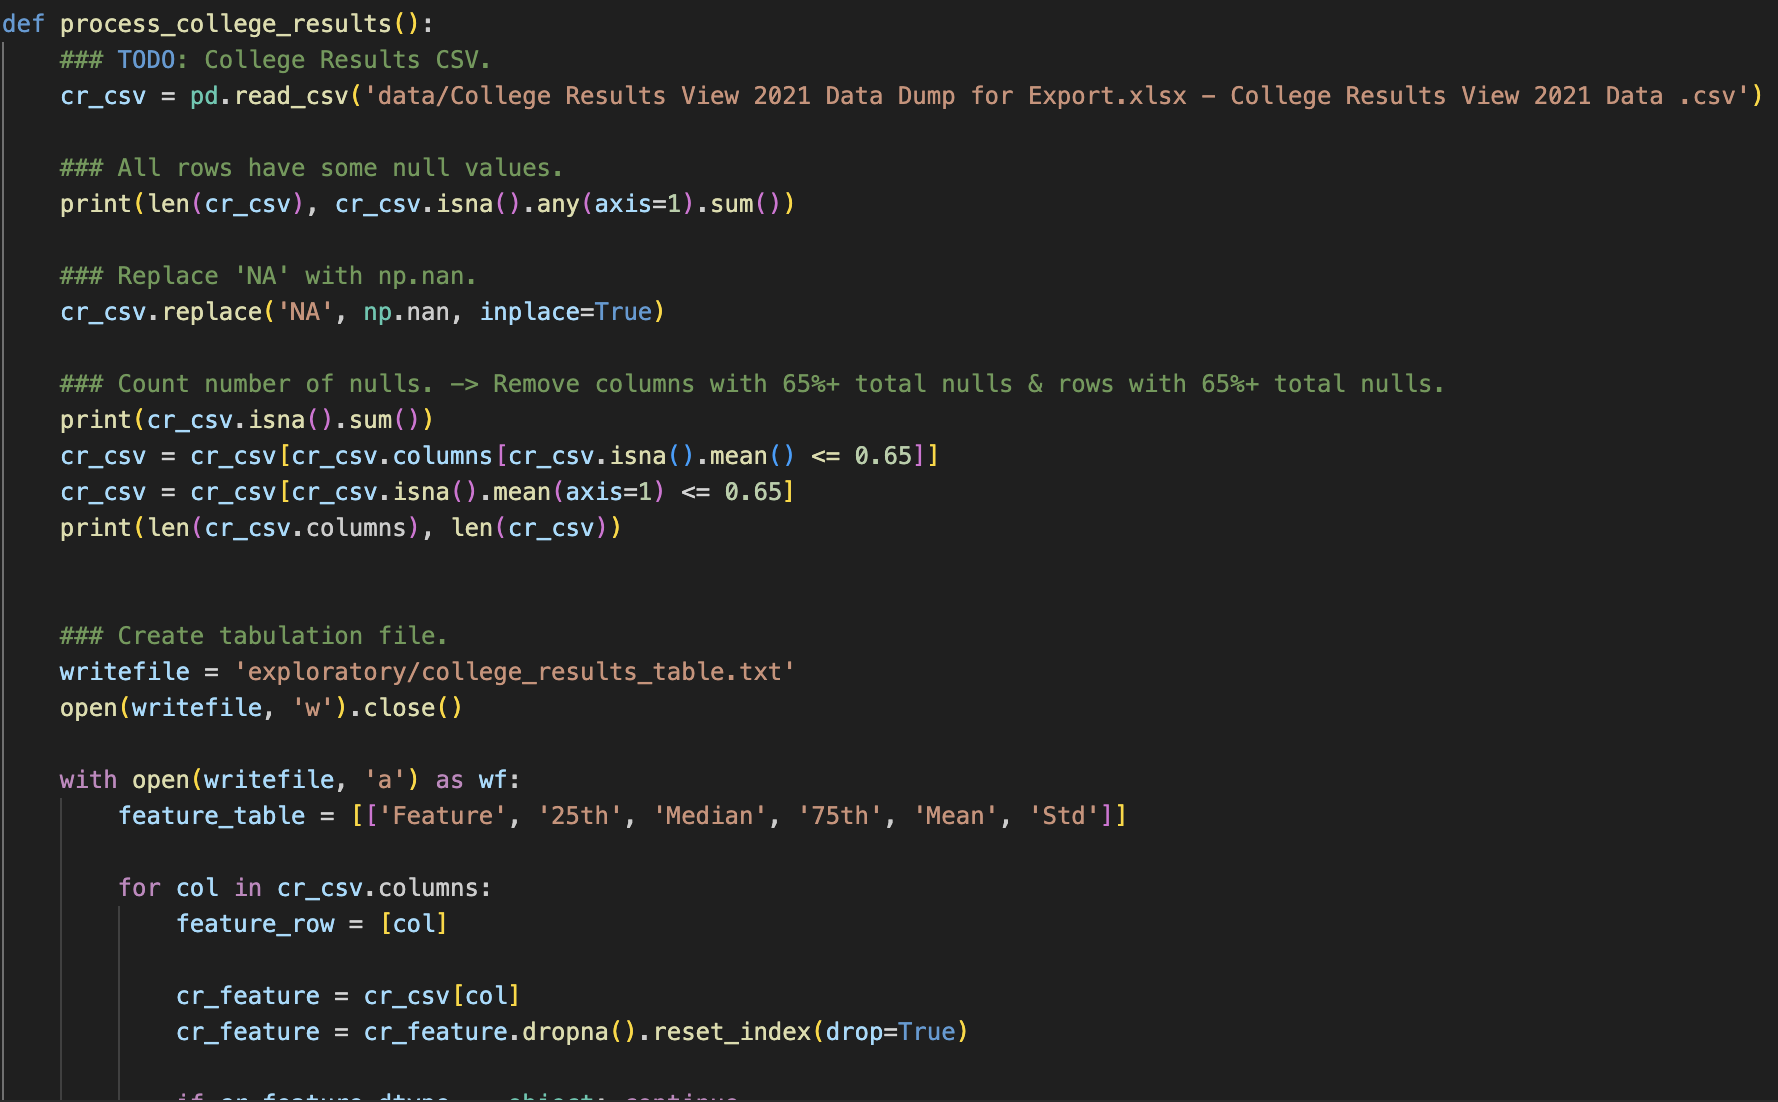 def process_college_results():
    ### TODO: College Results CSV.
    cr_csv = pd.read_csv('data/College Results View 2021 Data Dump for Export.xlsx - College Results View 2021 Data .csv')

    ### All rows have some null values.
    print(len(cr_csv), cr_csv.isna().any(axis=1).sum())

    ### Replace 'NA' with np.nan.
    cr_csv.replace('NA', np.nan, inplace=True)

    ### Count number of nulls. -> Remove columns with 65%+ total nulls & rows with 65%+ total nulls.
    print(cr_csv.isna().sum())
    cr_csv = cr_csv[cr_csv.columns[cr_csv.isna().mean() <= 0.65]]
    cr_csv = cr_csv[cr_csv.isna().mean(axis=1) <= 0.65]
    print(len(cr_csv.columns), len(cr_csv))


    ### Create tabulation file.
    writefile = 'exploratory/college_results_table.txt'
    open(writefile, 'w').close()

    with open(writefile, 'a') as wf:
        feature_table = [['Feature', '25th', 'Median', '75th', 'Mean', 'Std']]

        for col in cr_csv.columns:
            feature_row = [col]

            cr_feature = cr_csv[col]
            cr_feature = cr_feature.dropna().reset_index(drop=True)